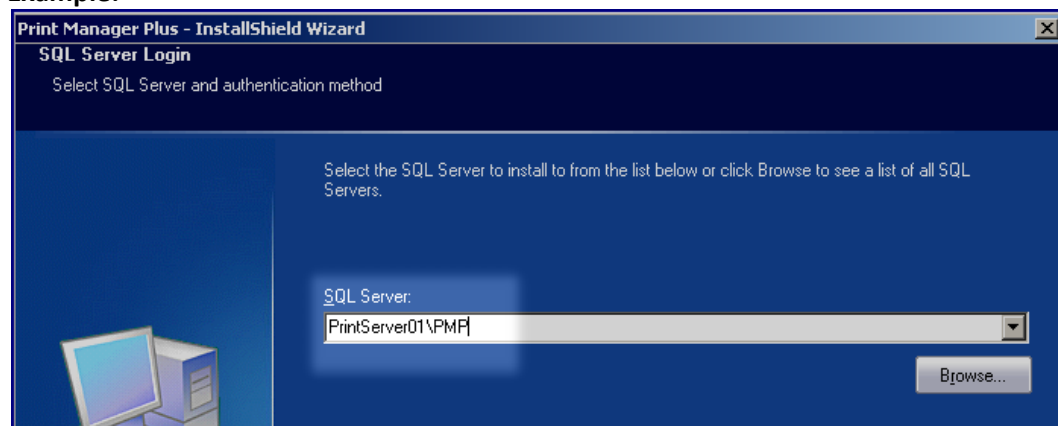 Print Manager Plus - InstallShield Wizard
SQL Server Login
Select SQL Server and authentication method
Select the SQL Server to install to from the list below or click Browse to see a list of all SQL
Servers.
SQL Server:
PrintServer01\PMP
Browse...